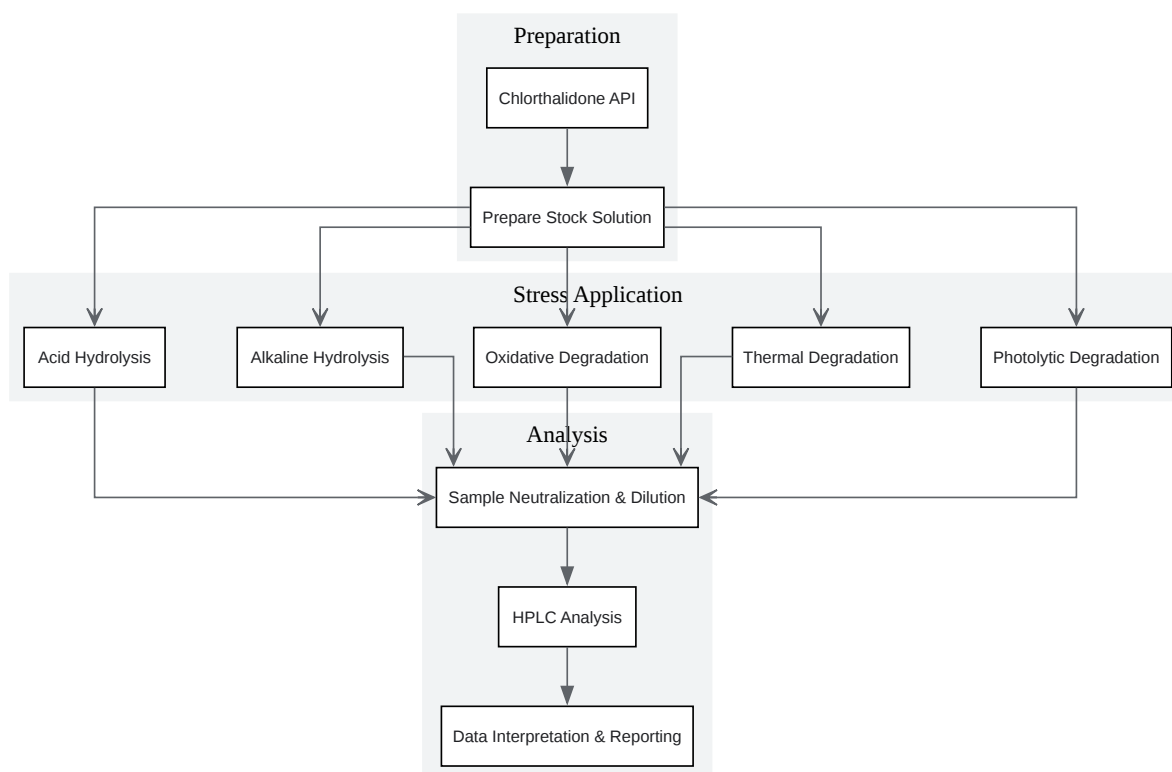 Preparation
Chlorthalidone API
Prepare Stock Solution
Stress Application
Acid Hydrolysis
Alkaline Hydrolysis
Oxidative Degradation
Thermal Degradation
Photolytic Degradation
Analysis
Sample Neutralization & Dilution
HPLC Analysis
Data Interpretation & Reporting